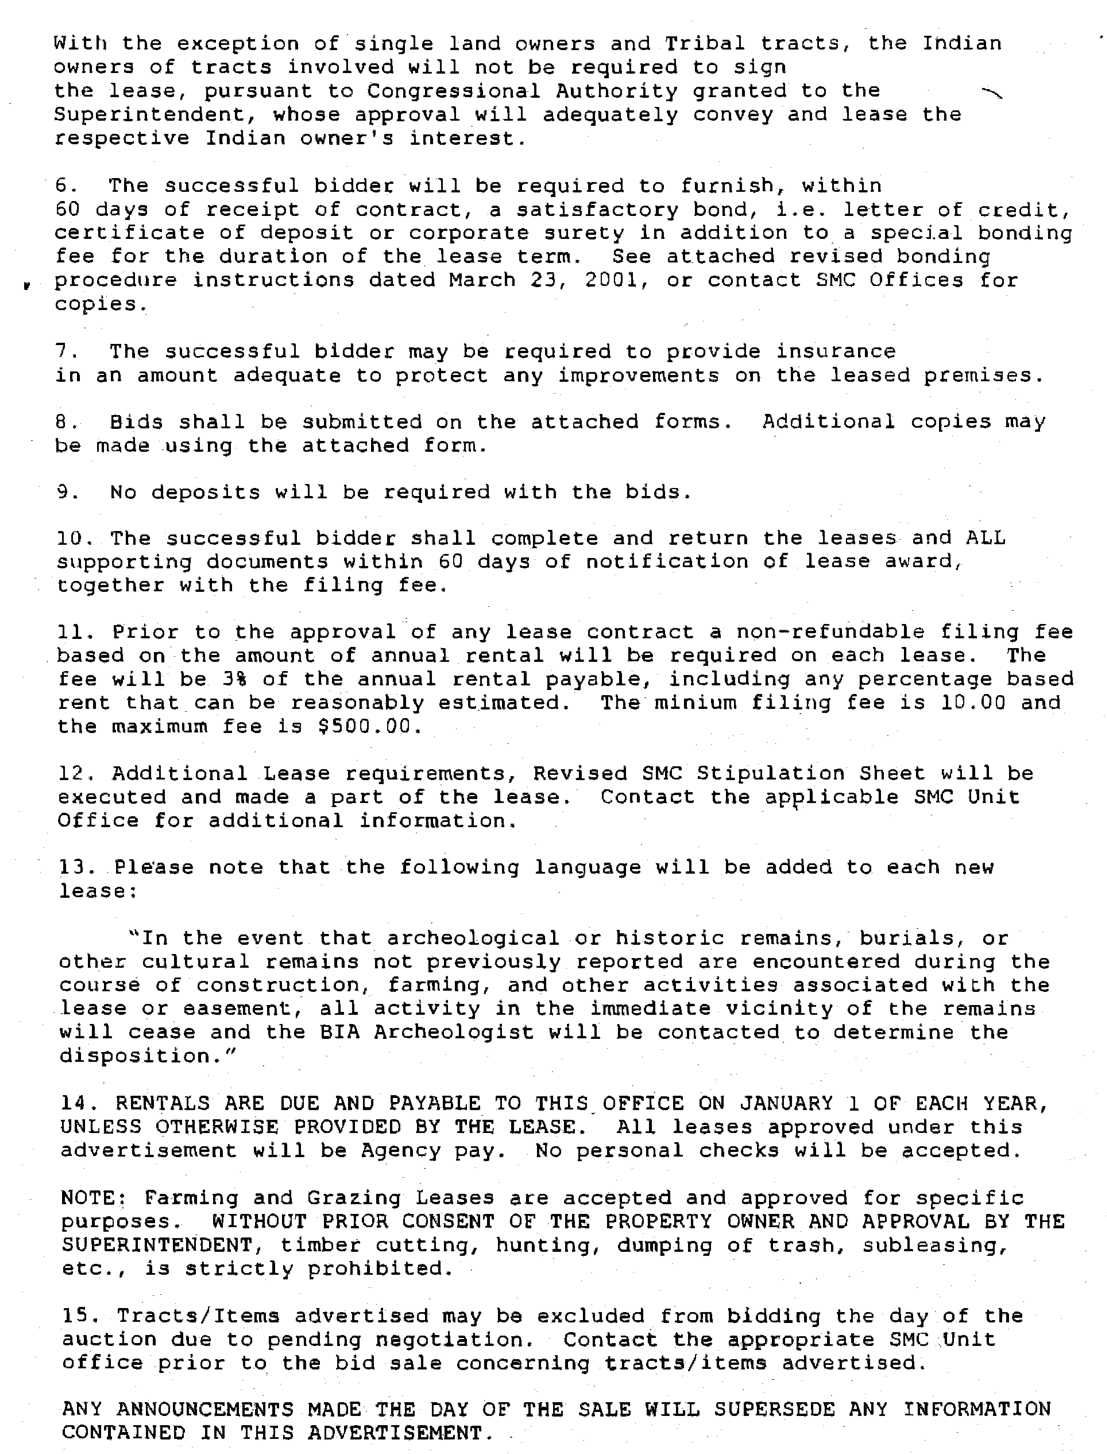 With the exception of single land owners and Tribal tracts, the Indian
owners of tracts involved will not be required to sign
the lease, pursuant to Congressional Authority granted to the
Superintendent, whose approval will adequately convey and lease the
respective Indian owner's interest.
6. The successful bidder will be required to furnish, within
60 days of receipt of contract, a satisfactory bond, i.e. letter of credit,
certificate of deposit or corporate surety in addition to a special bonding
fee for the duration of the lease term. See attached revised bonding
procedure instructions dated March 23, 2001, or contact SMC Offices for
copies.
7. The successful bidder may be required to provide insurance
in an amount adequate to protect any improvements on the leased premises.
8. Bids shall be submitted on the attached forms. Additional copies may
be made using the attached form.
9. No deposits will be required with the bids.
10. The successful bidder shall complete and return the leases and ALL
supporting documents within 60 days of notification of lease award,
together with the filing fee.
11. Prior to the approval of any lease contract a non-refundable filing fee
based on the amount of annual rental will be required on each lease. The
fee will be 3% of the annual rental payable, including any percentage based
rent that can be reasonably estimated. The minium filing fee is 10.00 and
the maximum fee is $500.00.
12. Additional Lease requirements, Revised SMC Stipulation Sheet will be
executed and made a part of the lease. Contact the applicable SMC Unit
Office for additional information.
13. Please note that the following language will be added to each new
lease:
"In the event that archeological or historic remains, burials, or
other cultural remains not previously reported are encountered during the
course of construction, farming, and other activities associated with the
lease or easement, all activity in the immediate vicinity of the remains
will cease and the BIA Archeologist will be contacted to determine the
disposition."
14. RENTALS ARE DUE AND PAYABLE TO THIS OFFICE ON JANUARY 1 OF EACH YEAR,
UNLESS OTHERWISE PROVIDED BY THE LEASE. All leases approved under this
advertisement will be Agency pay. No personal checks will be accepted.
NOTE: Farming and Grazing Leases are accepted and approved for specific
purposes. WITHOUT PRIOR CONSENT OF THE PROPERTY OWNER AND APPROVAL BY THE
SUPERINTENDENT, timber cutting, hunting, dumping of trash, subleasing,
etc., is strictly prohibited.
15. Tracts/Items advertised may be excluded from bidding the day of the
auction due to pending negotiation. Contact the appropriate SMC Unit
office prior to the bid sale concerning tracts/items advertised.
ANY ANNOUNCEMENTS MADE THE DAY OF THE SALE WILL SUPERSEDE ANY INFORMATION
CONTAINED IN THIS ADVERTISEMENT.